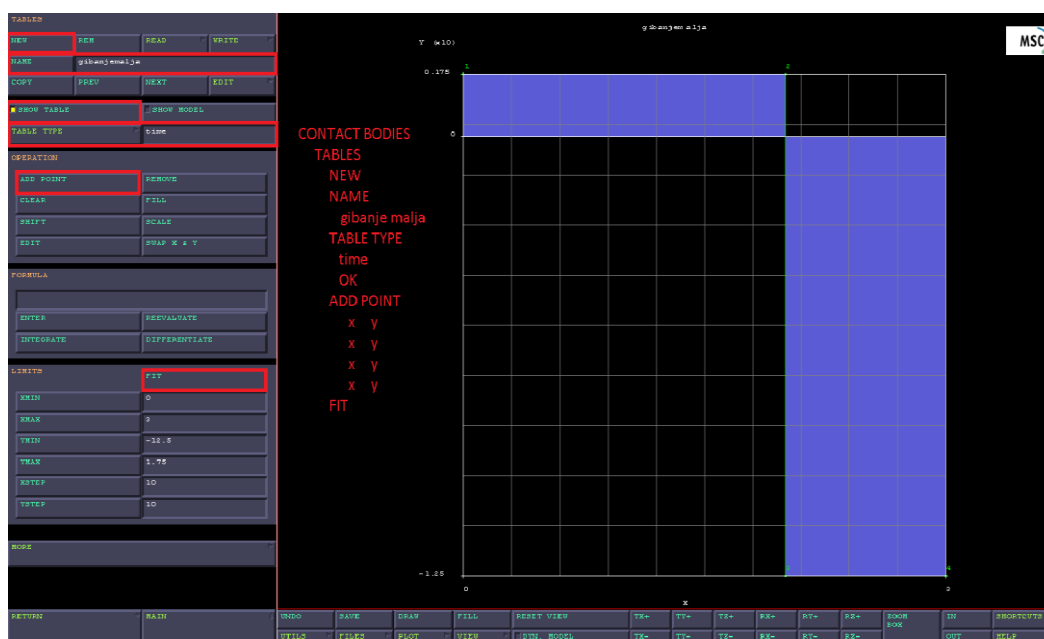 TABLES
NEW REM READ WRITE
NAME gibanjemalja
COPY PREV NEXT EDIT
SHOW TABLE SHOW MODEL
TABLE TYPE time
OPERATION
ADD POINT REMOVE
CLEAR FILL
SHIFT SCALE
EDIT SWAP X & Y
FORMULA
ENTER REEVALUATE
INTEGRATE DIFFERENTIATE
LIMITS
FIT
XMIN 0
XMAX 3
YMIN -12.5
YMAX 1.75
XSTEP 10
YSTEP 10
MORE
RETURN MAIN
CONTACT BODIES
TABLES
NEW
NAME
gibanje malja
TABLE TYPE
time
OK
ADD POINT
x y
x y
x y
x y
FIT
gibanjemalja
Y (x10)
MSC
0.175
1 2
0
-1.25
3 4
0 3
X
UNDO SAVE DRAW FILL RESET VIEW TX+ TY+ TZ+ RX+ RY+ RZ+ ZOOM BOX IN SHORTCUTS
UTILS FILES PLOT VIEW DYN. MODEL TX- TY- TZ- RX- RY- RZ- OUT HELP